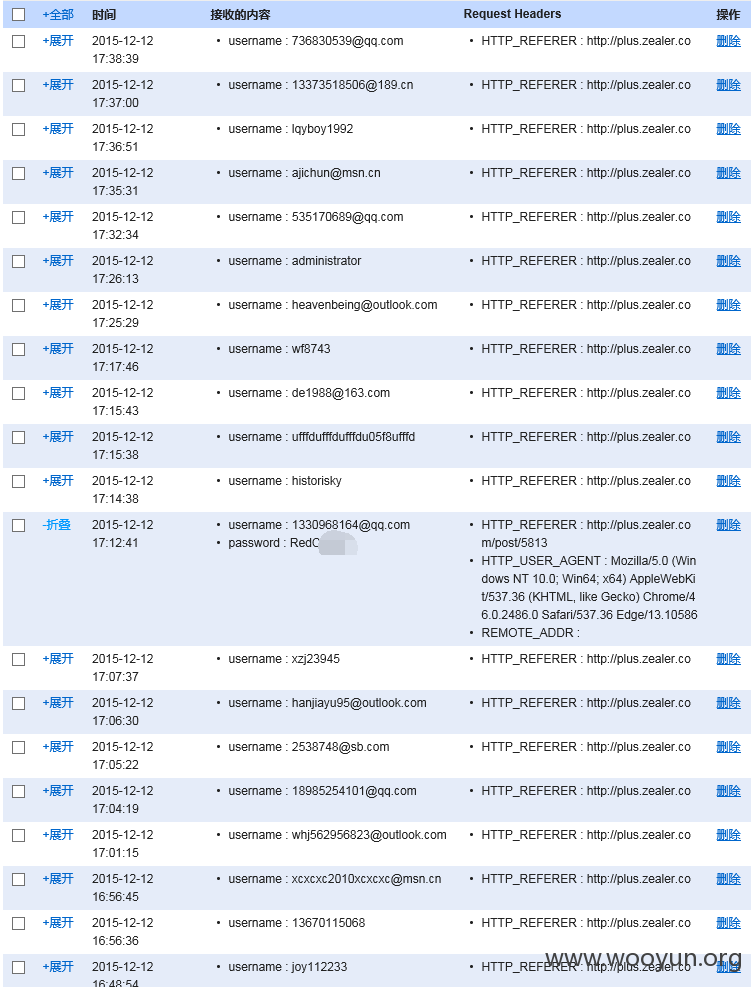 +全部 时间 接收的内容 Request Headers 操作
+展开 2015-12-12 • username : 736830539@qq.com • HTTP_REFERER : http://plus.zealer.co 删除
17:38:39
+展开 2015-12-12 • username : 13373518506@189.cn • HTTP_REFERER : http://plus.zealer.co 删除
17:37:00
+展开 2015-12-12 • username : lqyboy1992 • HTTP_REFERER : http://plus.zealer.co 删除
17:36:51
+展开 2015-12-12 • username : ajichun@msn.cn • HTTP_REFERER : http://plus.zealer.co 删除
17:35:31
+展开 2015-12-12 • username : 535170689@qq.com • HTTP_REFERER : http://plus.zealer.co 删除
17:32:34
+展开 2015-12-12 • username : administrator • HTTP_REFERER : http://plus.zealer.co 删除
17:26:13
+展开 2015-12-12 • username : heavenbeing@outlook.com • HTTP_REFERER : http://plus.zealer.co 删除
17:25:29
+展开 2015-12-12 • username : wf8743 • HTTP_REFERER : http://plus.zealer.co 删除
17:17:46
+展开 2015-12-12 • username : de1988@163.com • HTTP_REFERER : http://plus.zealer.co 删除
17:15:43
+展开 2015-12-12 • username : ufffdufffdufffdu05f8ufffd • HTTP_REFERER : http://plus.zealer.co 删除
17:15:38
+展开 2015-12-12 • username : historisky • HTTP_REFERER : http://plus.zealer.co 删除
17:14:38
-折叠 2015-12-12 • username : 1330968164@qq.com • HTTP_REFERER : http://plus.zealer.co 删除
17:12:41 • password : RedC m/post/5813
• HTTP_USER_AGENT : Mozilla/5.0 (Win
dows NT 10.0; Win64; x64) AppleWebKi
t/537.36 (KHTML, like Gecko) Chrome/4
6.0.2486.0 Safari/537.36 Edge/13.10586
• REMOTE_ADDR :
+展开 2015-12-12 • username : xzj23945 • HTTP_REFERER : http://plus.zealer.co 删除
17:07:37
+展开 2015-12-12 • username : hanjiayu95@outlook.com • HTTP_REFERER : http://plus.zealer.co 删除
17:06:30
+展开 2015-12-12 • username : 2538748@sb.com • HTTP_REFERER : http://plus.zealer.co 删除
17:05:22
+展开 2015-12-12 • username : 18985254101@qq.com • HTTP_REFERER : http://plus.zealer.co 删除
17:04:19
+展开 2015-12-12 • username : whj562956823@outlook.com • HTTP_REFERER : http://plus.zealer.co 删除
17:01:15
+展开 2015-12-12 • username : xcxcxc2010xcxcxc@msn.cn • HTTP_REFERER : http://plus.zealer.co 删除
16:56:45
+展开 2015-12-12 • username : 13670115068 • HTTP_REFERER : http://plus.zealer.co 删除
16:56:36
+展开 2015-12-12 • username : joy112233 • HTTP_REFERER : http://plus.zealer.co 删除
16:48:54
www.wooyun.org